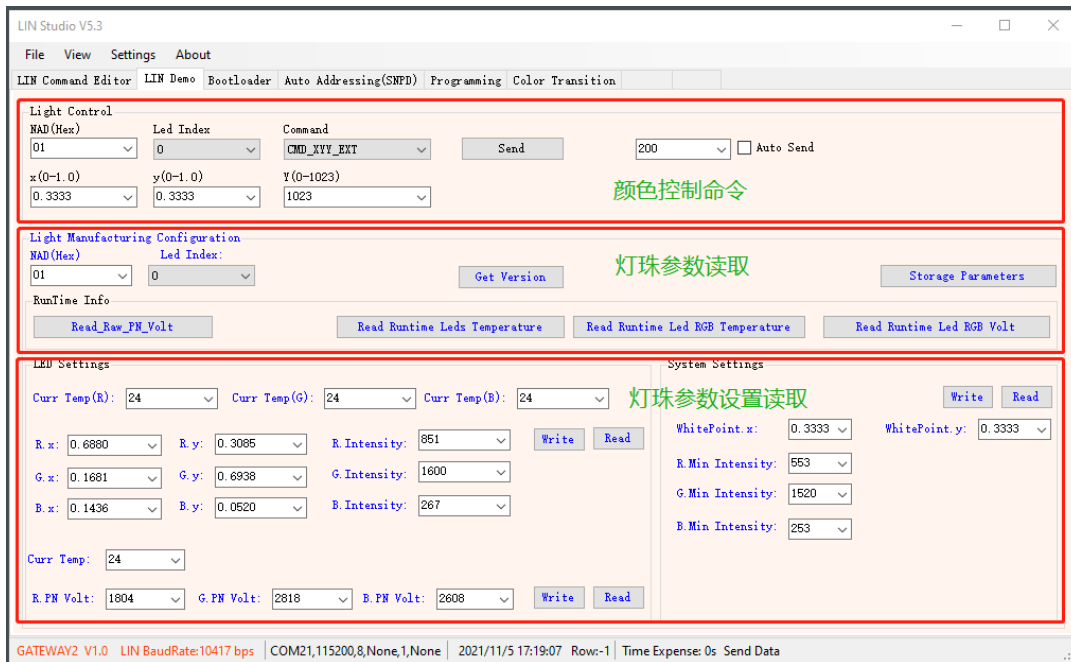 LIN Studio V5.3
File View Settings About
LIN Command Editor LIN Demo Bootloader Auto Addressing(SNPD) Programming Color Transition
Light Control
NAD(Hex) Led Index Command
01 0 CMD_XYY_EXT Send 200 Auto Send
x(0-1.0) y(0-1.0) Y(0-1023)
0.3333 0.3333 1023 颜色控制命令
Light Manufacturing Configuration
NAD(Hex) Led Index:
01 0 Get Version 灯珠参数读取 Storage Parameters
RunTime Info
Read_Raw_PN_Volt Read Runtime Leds Temperature Read Runtime Led RGB Temperature Read Runtime Led RGB Volt
LED Settings System Settings
Curr Temp(R): 24 Curr Temp(G): 24 Curr Temp(B): 24 灯珠参数设置读取 Write Read
R.x: 0.6880 R.y: 0.3085 R.Intensity: 851 Write Read WhitePoint.x: 0.3333 WhitePoint.y: 0.3333
G.x: 0.1681 G.y: 0.6938 G.Intensity: 1600 R.Min Intensity: 553
B.x: 0.1436 B.y: 0.0520 B.Intensity: 267 G.Min Intensity: 1520
B.Min Intensity: 253
Curr Temp: 24
R.PN Volt: 1804 G.PN Volt: 2818 B.PN Volt: 2608 Write Read
GATEWAY2 V1.0 LIN BaudRate:10417 bps COM21,115200,8,None,1,None 2021/11/5 17:19:07 Row:-1 Time Expense: 0s Send Data